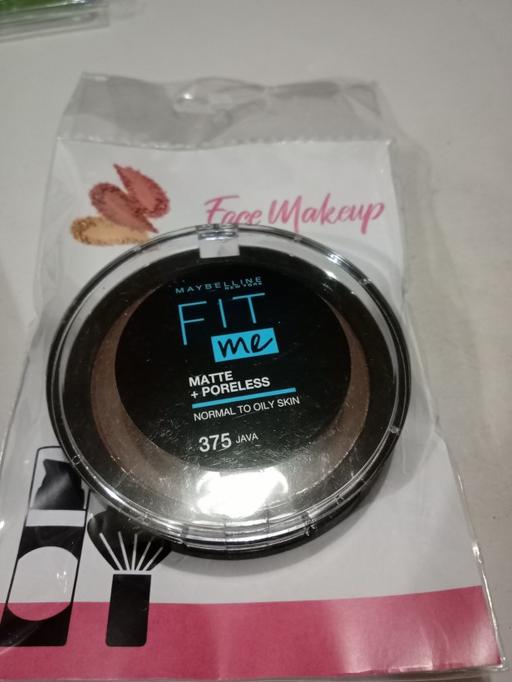 Face Makeup
MAYBELLINE
NEW YORK
FIT
me
MATTE
+ PORELESS
NORMAL TO OILY SKIN
375 JAVA